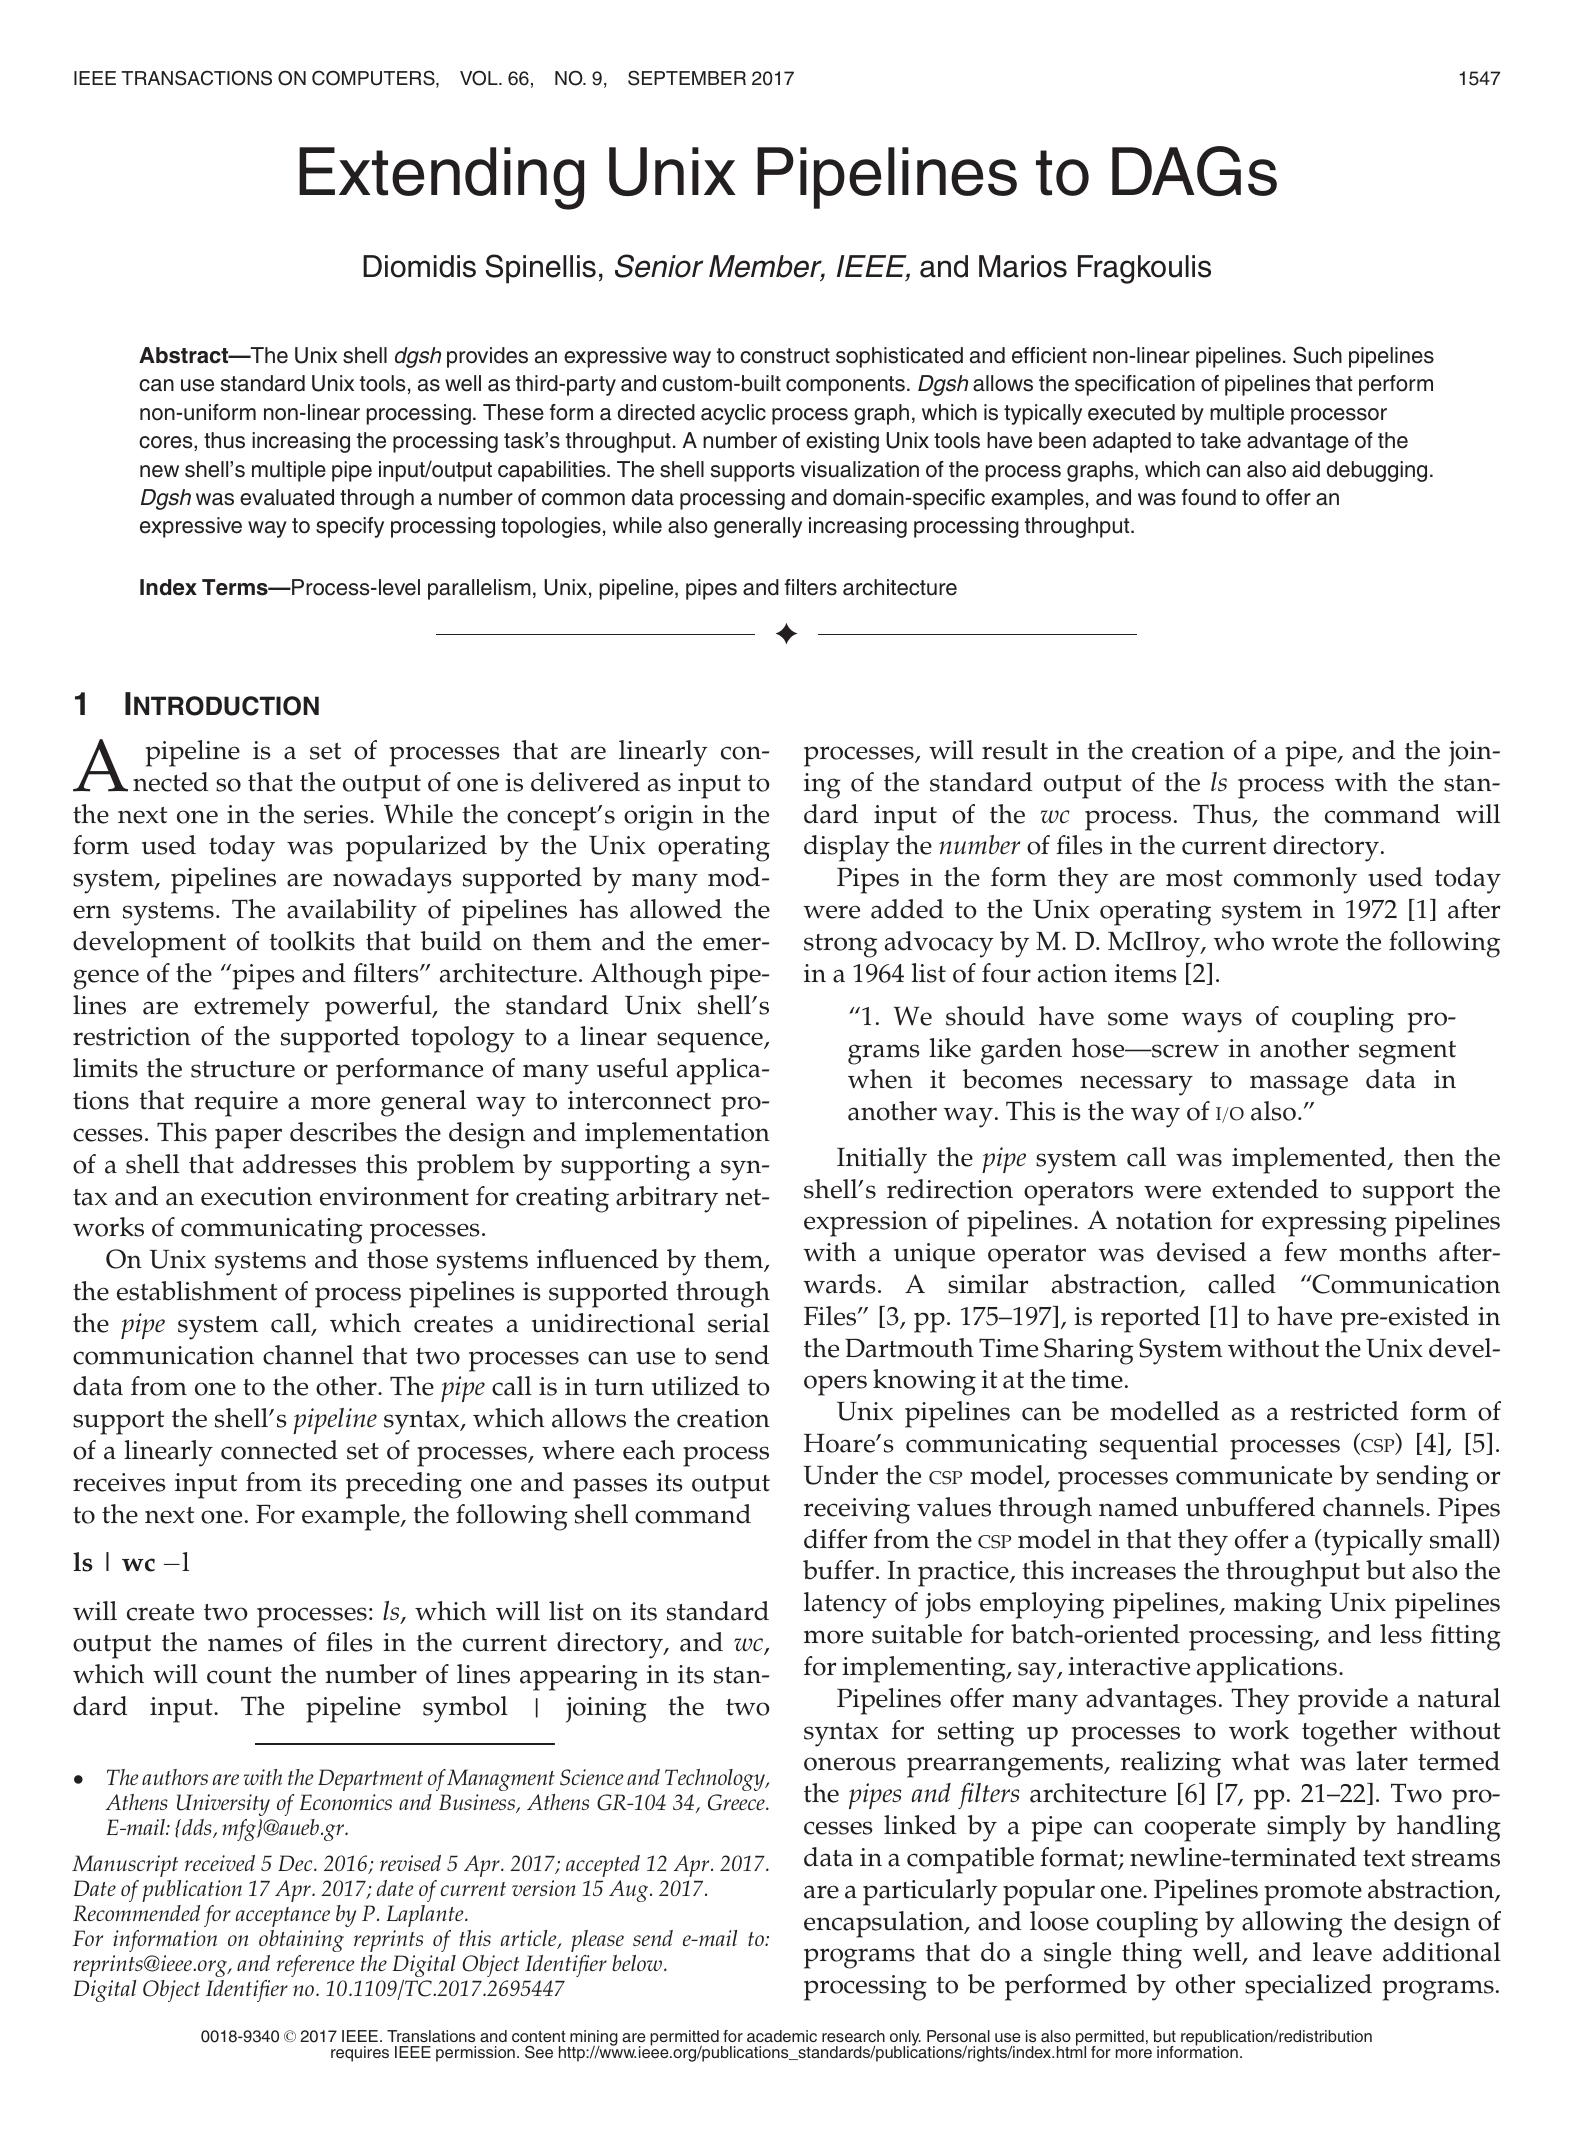 IEEE TRANSACTIONS ON COMPUTERS, VOL. 66, NO. 9, SEPTEMBER 2017 1547
Extending Unix Pipelines to DAGs
Diomidis Spinellis, Senior Member, IEEE, and Marios Fragkoulis
Abstract—The Unix shell dgsh provides an expressive way to construct sophisticated and efficient non-linear pipelines. Such pipelines
can use standard Unix tools, as well as third-party and custom-built components. Dgsh allows the specification of pipelines that perform
non-uniform non-linear processing. These form a directed acyclic process graph, which is typically executed by multiple processor
cores, thus increasing the processing task's throughput. A number of existing Unix tools have been adapted to take advantage of the
new shell's multiple pipe input/output capabilities. The shell supports visualization of the process graphs, which can also aid debugging.
Dgsh was evaluated through a number of common data processing and domain-specific examples, and was found to offer an
expressive way to specify processing topologies, while also generally increasing processing throughput.
Index Terms—Process-level parallelism, Unix, pipeline, pipes and filters architecture
1 INTRODUCTION
A pipeline is a set of processes that are linearly con-
nected so that the output of one is delivered as input to
the next one in the series. While the concept's origin in the
form used today was popularized by the Unix operating
system, pipelines are nowadays supported by many mod-
ern systems. The availability of pipelines has allowed the
development of toolkits that build on them and the emer-
gence of the “pipes and filters” architecture. Although pipe-
lines are extremely powerful, the standard Unix shell's
restriction of the supported topology to a linear sequence,
limits the structure or performance of many useful applica-
tions that require a more general way to interconnect pro-
cesses. This paper describes the design and implementation
of a shell that addresses this problem by supporting a syn-
tax and an execution environment for creating arbitrary net-
works of communicating processes.
On Unix systems and those systems influenced by them,
the establishment of process pipelines is supported through
the pipe system call, which creates a unidirectional serial
communication channel that two processes can use to send
data from one to the other. The pipe call is in turn utilized to
support the shell's pipeline syntax, which allows the creation
of a linearly connected set of processes, where each process
receives input from its preceding one and passes its output
to the next one. For example, the following shell command
ls | wc −l
will create two processes: ls, which will list on its standard
output the names of files in the current directory, and wc,
which will count the number of lines appearing in its stan-
dard input. The pipeline symbol | joining the two
• The authors are with the Department of Managment Science and Technology,
Athens University of Economics and Business, Athens GR-104 34, Greece.
E-mail: {dds, mfg}@aueb.gr.
Manuscript received 5 Dec. 2016; revised 5 Apr. 2017; accepted 12 Apr. 2017.
Date of publication 17 Apr. 2017; date of current version 15 Aug. 2017.
Recommended for acceptance by P. Laplante.
For information on obtaining reprints of this article, please send e-mail to:
reprints@ieee.org, and reference the Digital Object Identifier below.
Digital Object Identifier no. 10.1109/TC.2017.2695447
processes, will result in the creation of a pipe, and the join-
ing of the standard output of the ls process with the stan-
dard input of the wc process. Thus, the command will
display the number of files in the current directory.
Pipes in the form they are most commonly used today
were added to the Unix operating system in 1972 [1] after
strong advocacy by M. D. McIlroy, who wrote the following
in a 1964 list of four action items [2].
“1. We should have some ways of coupling pro-
grams like garden hose—screw in another segment
when it becomes necessary to massage data in
another way. This is the way of I/O also.”
Initially the pipe system call was implemented, then the
shell's redirection operators were extended to support the
expression of pipelines. A notation for expressing pipelines
with a unique operator was devised a few months after-
wards. A similar abstraction, called “Communication
Files” [3, pp. 175–197], is reported [1] to have pre-existed in
the Dartmouth Time Sharing System without the Unix devel-
opers knowing it at the time.
Unix pipelines can be modelled as a restricted form of
Hoare's communicating sequential processes (CSP) [4], [5].
Under the CSP model, processes communicate by sending or
receiving values through named unbuffered channels. Pipes
differ from the CSP model in that they offer a (typically small)
buffer. In practice, this increases the throughput but also the
latency of jobs employing pipelines, making Unix pipelines
more suitable for batch-oriented processing, and less fitting
for implementing, say, interactive applications.
Pipelines offer many advantages. They provide a natural
syntax for setting up processes to work together without
onerous prearrangements, realizing what was later termed
the pipes and filters architecture [6] [7, pp. 21–22]. Two pro-
cesses linked by a pipe can cooperate simply by handling
data in a compatible format; newline-terminated text streams
are a particularly popular one. Pipelines promote abstraction,
encapsulation, and loose coupling by allowing the design of
programs that do a single thing well, and leave additional
processing to be performed by other specialized programs.
0018-9340 © 2017 IEEE. Translations and content mining are permitted for academic research only. Personal use is also permitted, but republication/redistribution
requires IEEE permission. See http://www.ieee.org/publications_standards/publications/rights/index.html for more information.